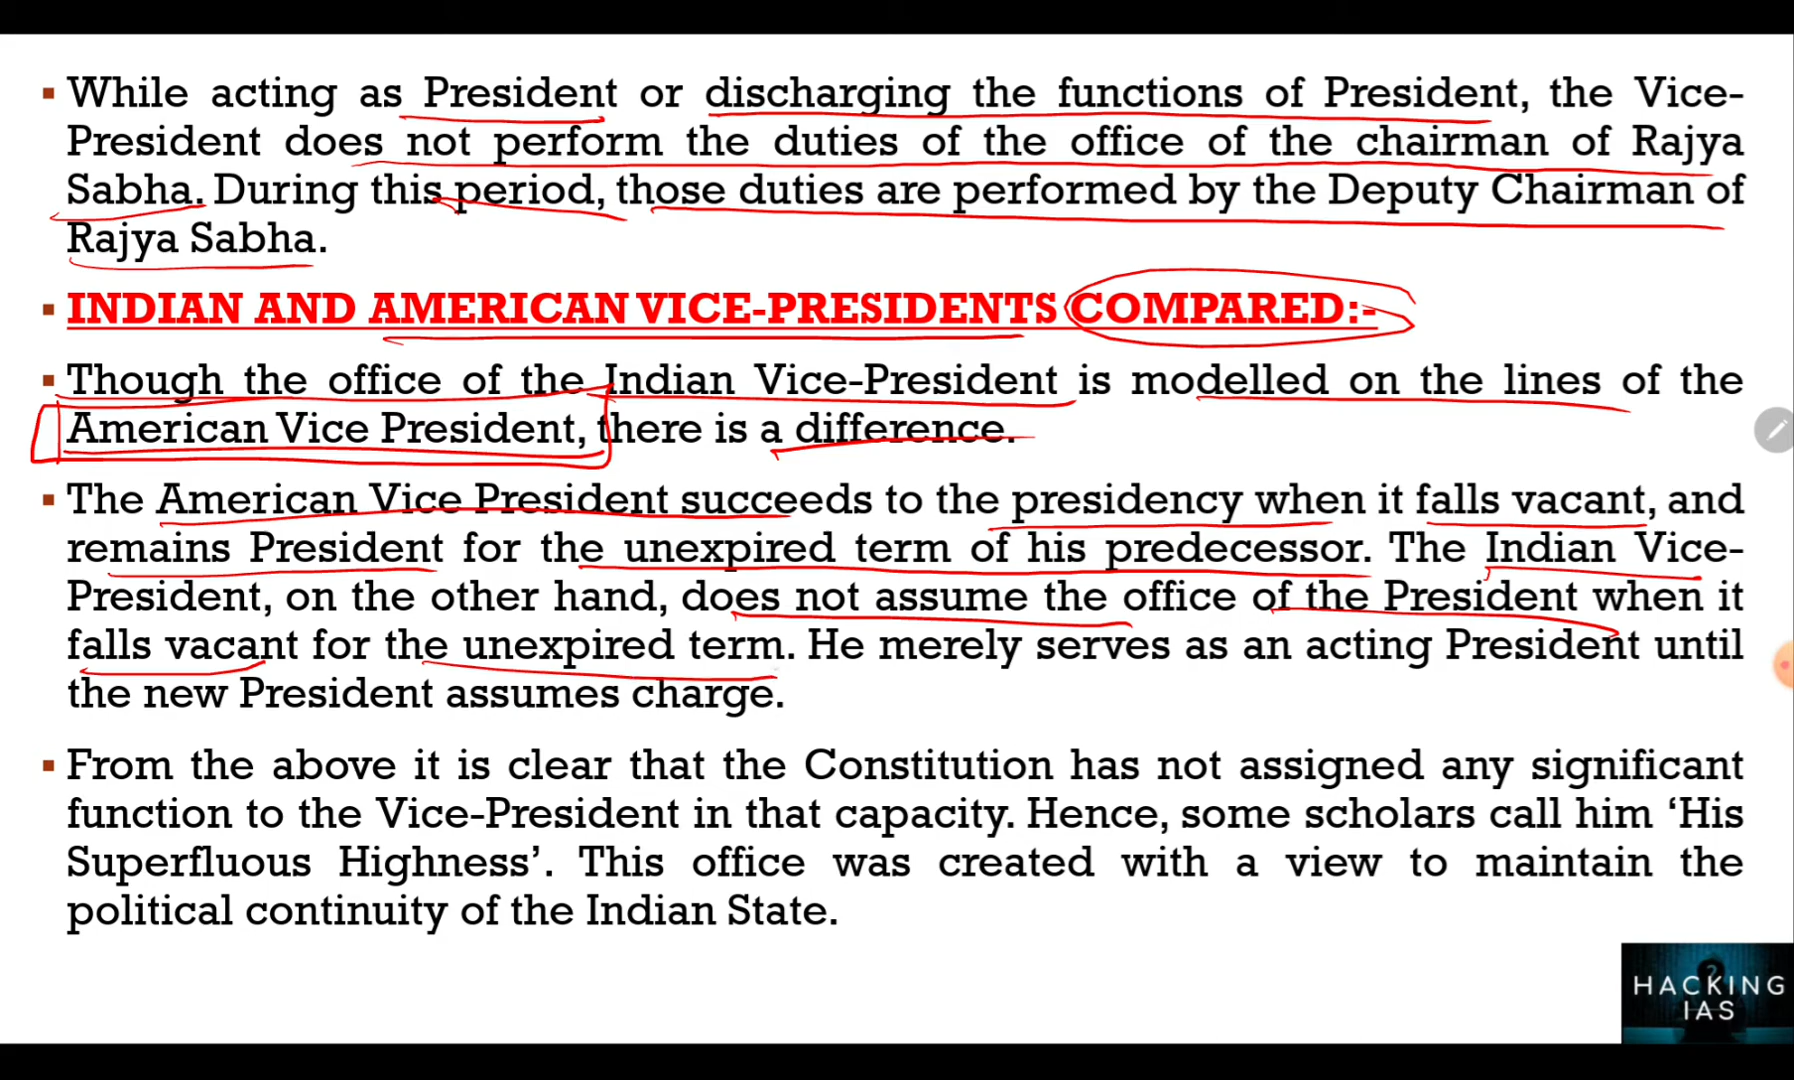 ▪ While acting as President or discharging the functions of President, the Vice-
President does not perform the duties of the office of the chairman of Rajya
Sabha. During this period, those duties are performed by the Deputy Chairman of
Rajya Sabha.
▪ INDIAN AND AMERICAN VICE-PRESIDENTS COMPARED:-
▪ Though the office of the Indian Vice-President is modelled on the lines of the
American Vice President, there is a difference.
▪ The American Vice President succeeds to the presidency when it falls vacant, and
remains President for the unexpired term of his predecessor. The Indian Vice-
President, on the other hand, does not assume the office of the President when it
falls vacant for the unexpired term. He merely serves as an acting President until
the new President assumes charge.
▪ From the above it is clear that the Constitution has not assigned any significant
function to the Vice-President in that capacity. Hence, some scholars call him ‘His
Superfluous Highness’. This office was created with a view to maintain the
political continuity of the Indian State.
HACKING
IAS